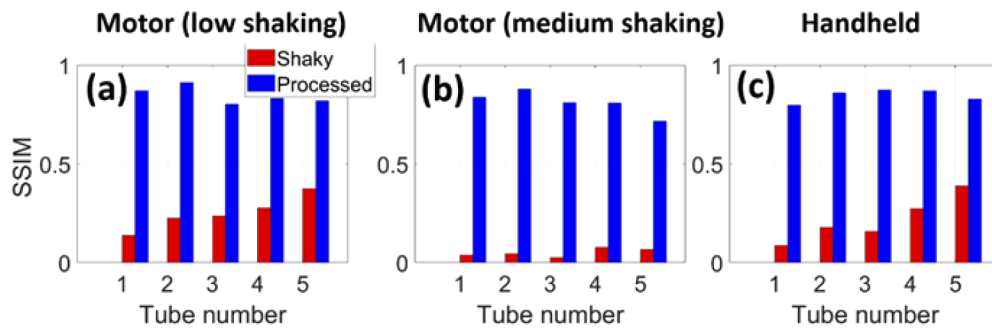 Motor (low shaking) Motor (medium shaking) Handheld
Shaky
Processed
(a) (b) (c)
1 1 1
SSIM
0.5 0.5 0.5
0 0 0
1 2 3 4 5 1 2 3 4 5 1 2 3 4 5
Tube number Tube number Tube number